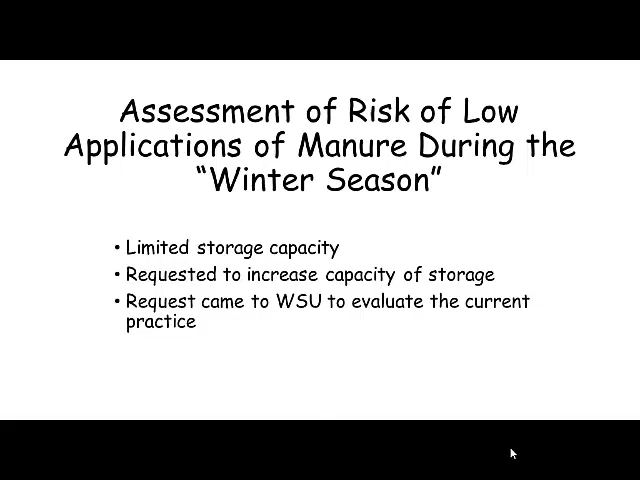 Assessment of Risk of Low
Applications of Manure During the
“Winter Season”
• Limited storage capacity
• Requested to increase capacity of storage
• Request came to WSU to evaluate the current
practice